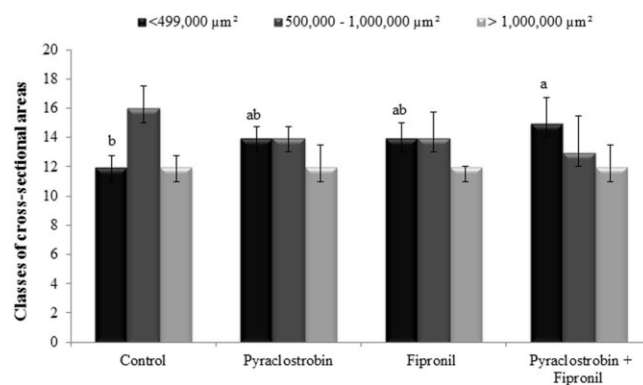 <499,000 µm² 500,000 - 1,000,000 µm² > 1,000,000 µm²
Classes of cross-sectional areas
20
18
16
14
12
10
8
6
4
2
0
b
ab
ab
a
Control Pyraclostrobin Fipronil Pyraclostrobin +
Fipronil